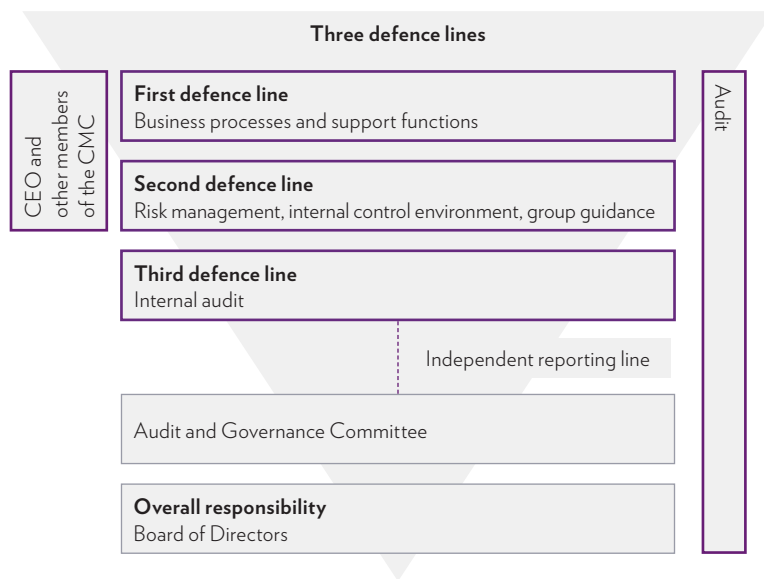 Three defence lines
CEO and
other members
of the CMC
First defence line
Business processes and support functions
Second defence line
Risk management, internal control environment, group guidance
Third defence line
Internal audit
Independent reporting line
Audit and Governance Committee
Overall responsibility
Board of Directors
Audit